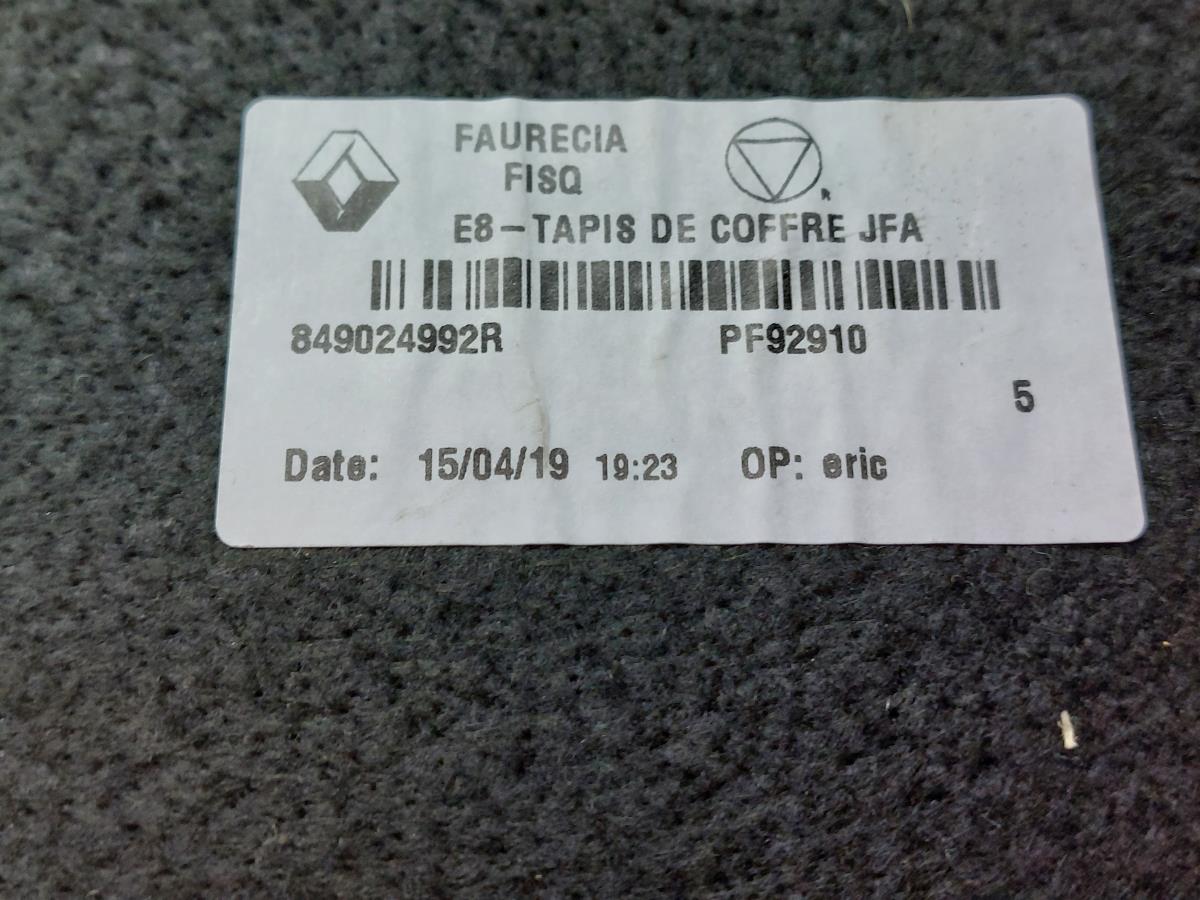 FAURECIA
FISQ
R
E8-TAPIS DE COFFRE JFA
849024992R PF92910
5
Date: 15/04/19 19:23 OP: eric